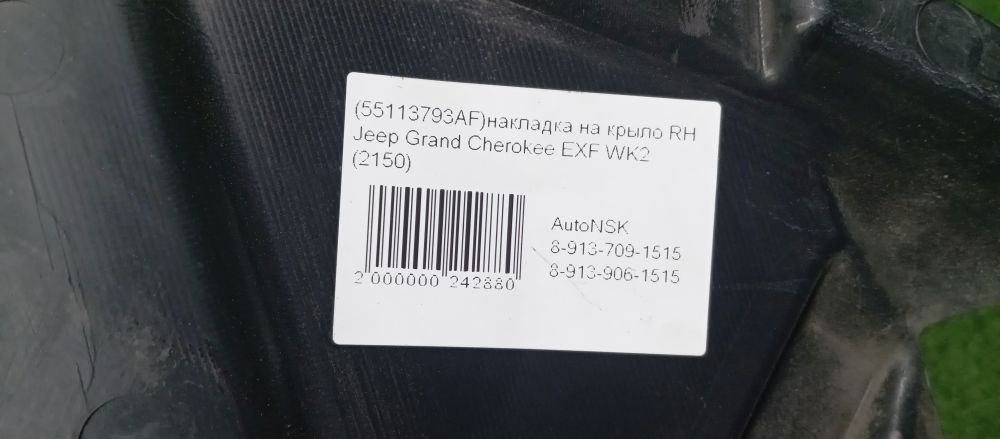 (55113793AF)накладка на крыло RH
Jeep Grand Cherokee EXF WK2
(2150)
AutoNSK
8-913-709-1515
8-913-906-1515
2 000000 242880